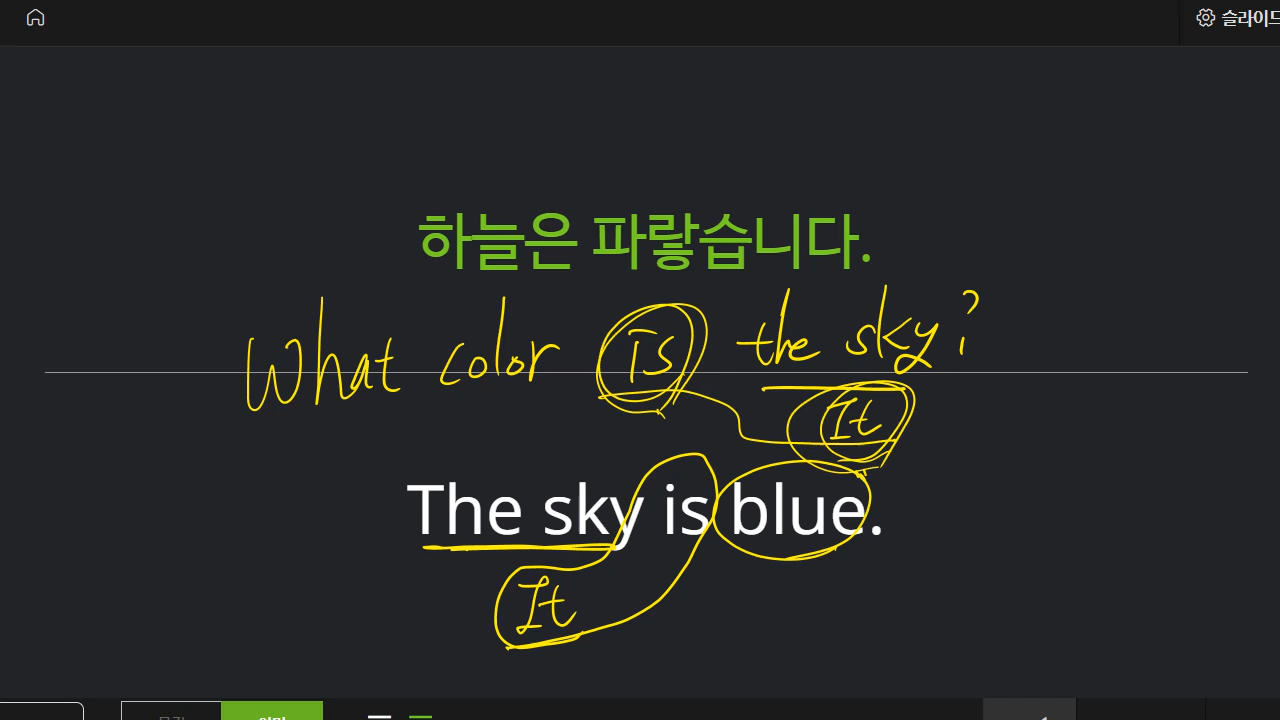 슬라이드
하늘은 파랗습니다.
What color is the sky?
It
The sky is blue.
It